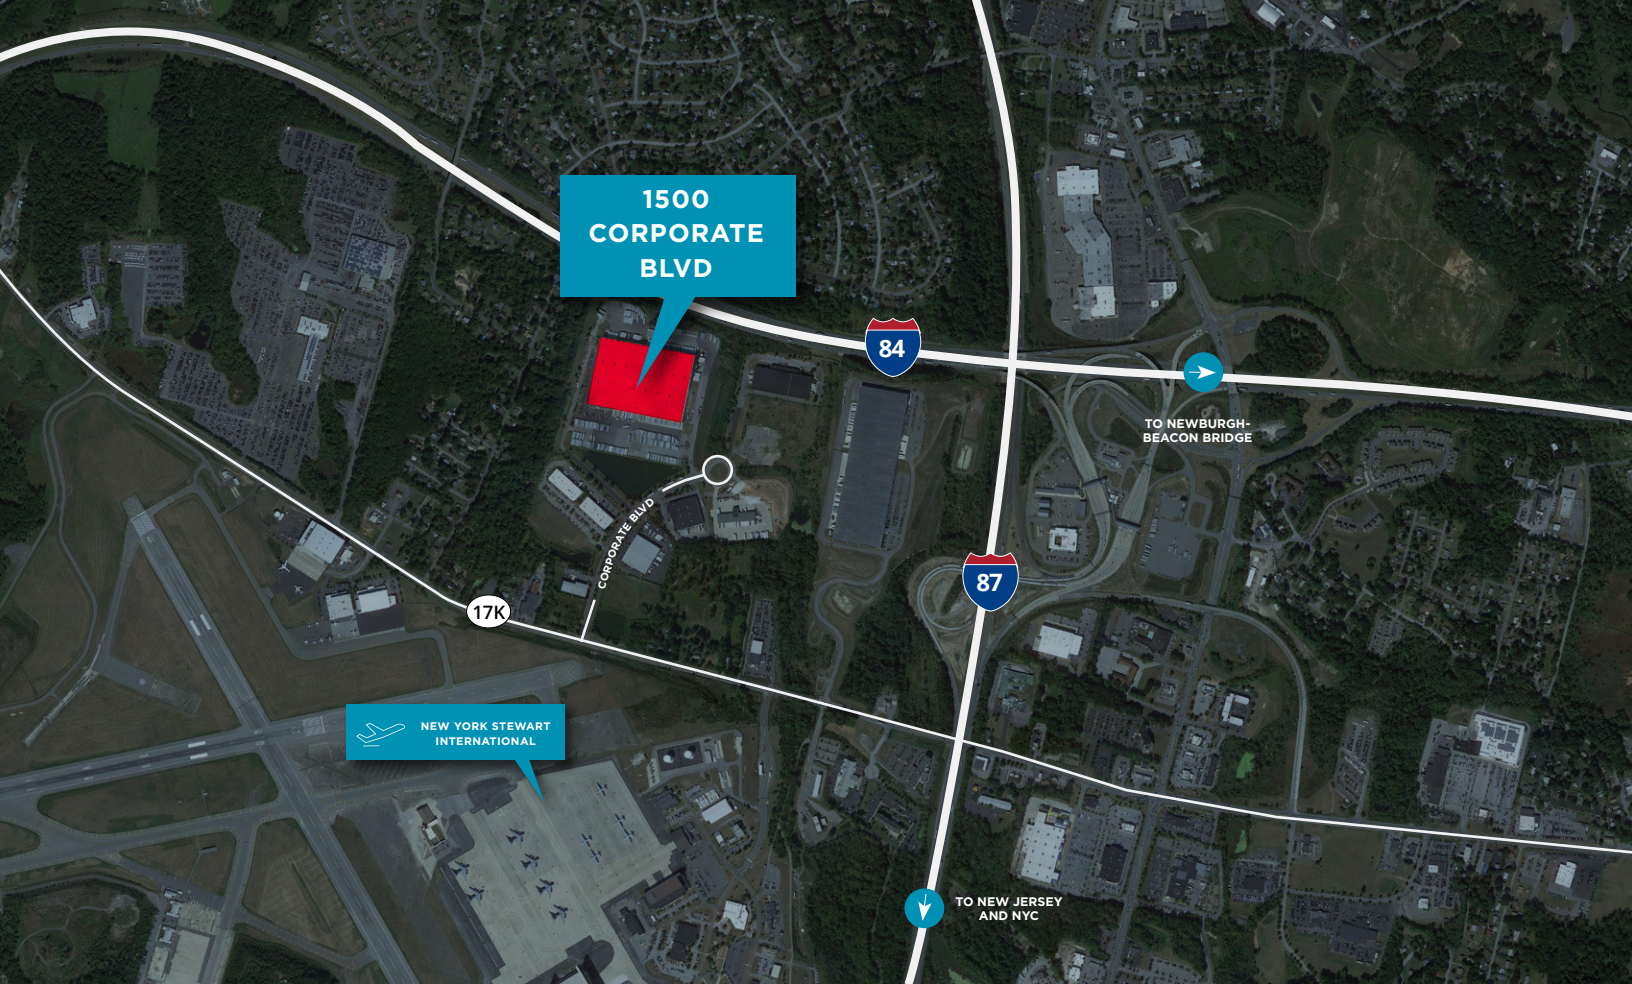 1500
CORPORATE
BLVD
84
TO NEWBURGH-
BEACON BRIDGE
CORPORATE BLVD
87
17K
NEW YORK STEWART
INTERNATIONAL
TO NEW JERSEY
AND NYC